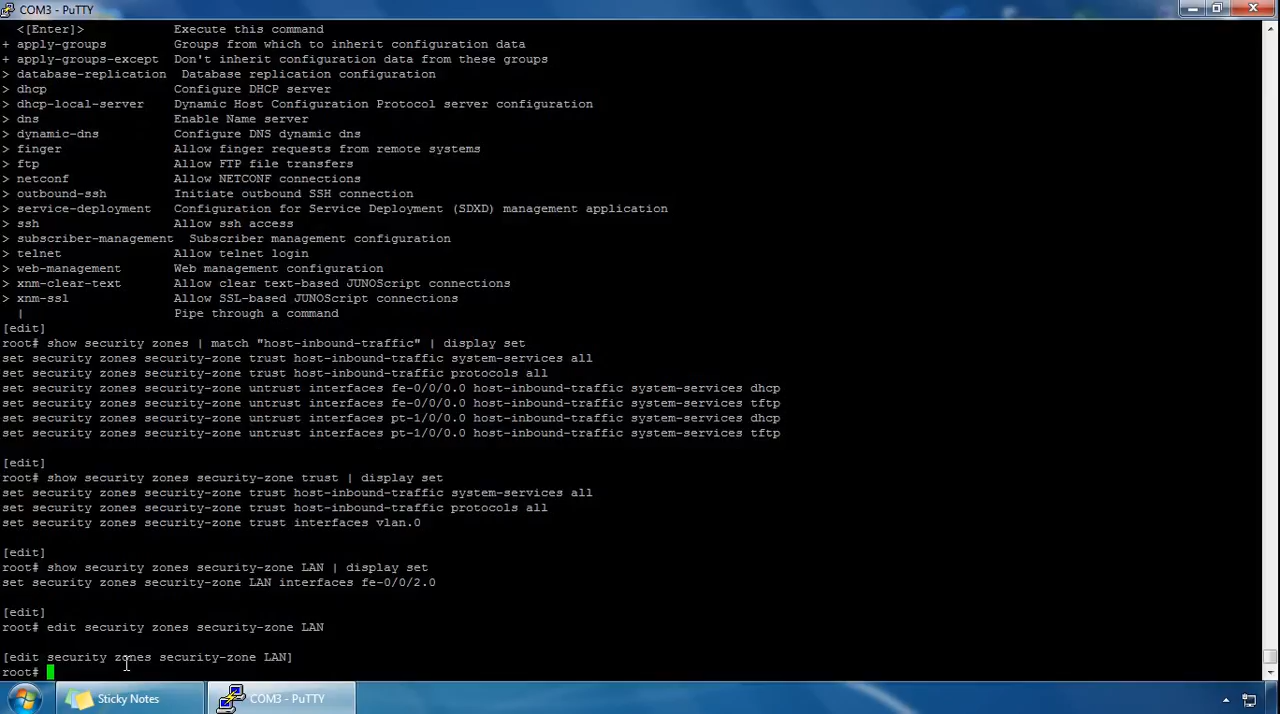 COM3 - PuTTY
<[Enter]> Execute this command
+ apply-groups Groups from which to inherit configuration data
+ apply-groups-except Don't inherit configuration data from these groups
> database-replication Database replication configuration
> dhcp Configure DHCP server
> dhcp-local-server Dynamic Host Configuration Protocol server configuration
> dns Enable Name server
> dynamic-dns Configure DNS dynamic dns
> finger Allow finger requests from remote systems
> ftp Allow FTP file transfers
> netconf Allow NETCONF connections
> outbound-ssh Initiate outbound SSH connection
> service-deployment Configuration for Service Deployment (SDXD) management application
> ssh Allow ssh access
> subscriber-management Subscriber management configuration
> telnet Allow telnet login
> web-management Web management configuration
> xnm-clear-text Allow clear text-based JUNOScript connections
> xnm-ssl Allow SSL-based JUNOScript connections
| Pipe through a command
[edit]
root# show security zones | match "host-inbound-traffic" | display set
set security zones security-zone trust host-inbound-traffic system-services all
set security zones security-zone trust host-inbound-traffic protocols all
set security zones security-zone untrust interfaces fe-0/0/0.0 host-inbound-traffic system-services dhcp
set security zones security-zone untrust interfaces fe-0/0/0.0 host-inbound-traffic system-services tftp
set security zones security-zone untrust interfaces pt-1/0/0.0 host-inbound-traffic system-services dhcp
set security zones security-zone untrust interfaces pt-1/0/0.0 host-inbound-traffic system-services tftp
[edit]
root# show security zones security-zone trust | display set
set security zones security-zone trust host-inbound-traffic system-services all
set security zones security-zone trust host-inbound-traffic protocols all
set security zones security-zone trust interfaces vlan.0
[edit]
root# show security zones security-zone LAN | display set
set security zones security-zone LAN interfaces fe-0/0/2.0
[edit]
root# edit security zones security-zone LAN
[edit security zones security-zone LAN]
root#
Sticky Notes
COM3 - PuTTY